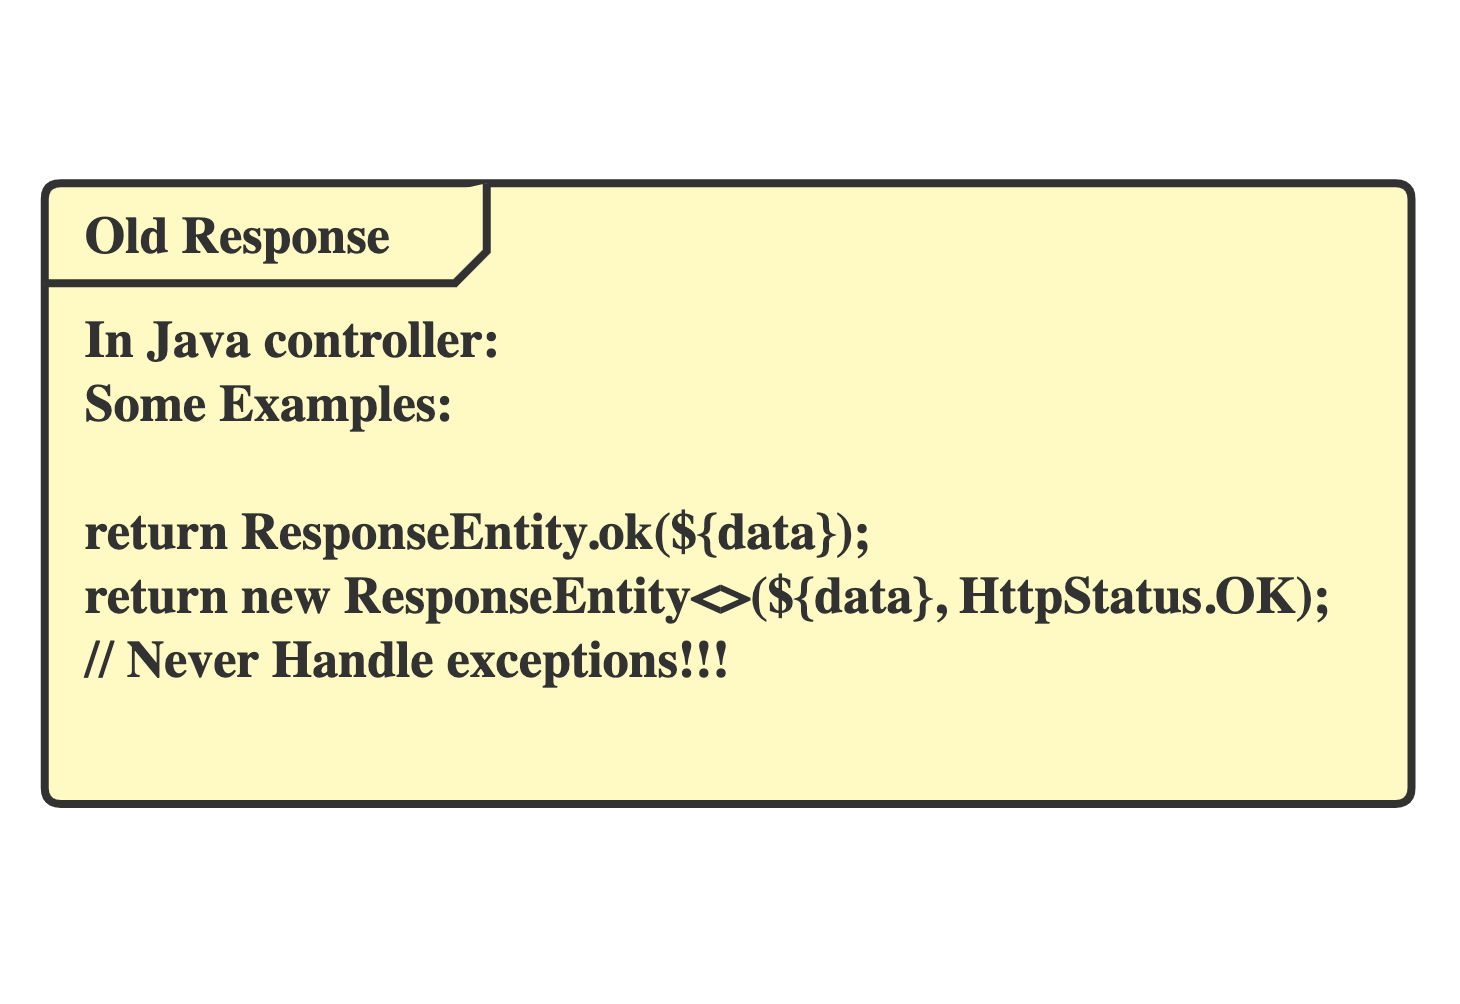 Old Response
In Java controller:
Some Examples:
return ResponseEntity.ok(${data});
return new ResponseEntity<>(${data}, HttpStatus.OK);
// Never Handle exceptions!!!